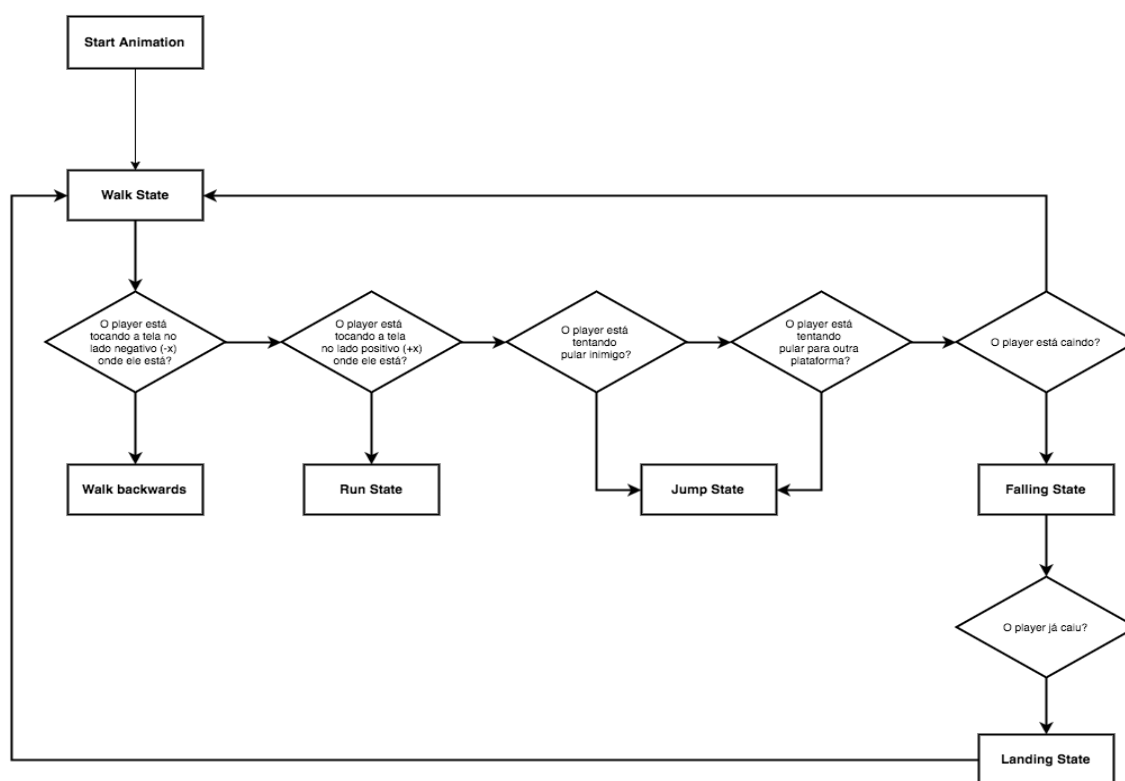 Start Animation
Walk State
O player está
tocando a tela no
lado negativo (-x)
onde ele está?
O player está
tocando a tela
no lado positivo (+x)
onde ele está?
O player está
tentando
pular inimigo?
O player está
tentando
pular para outra
plataforma?
O player está caindo?
Walk backwards
Run State
Jump State
Falling State
O player já caiu?
Landing State